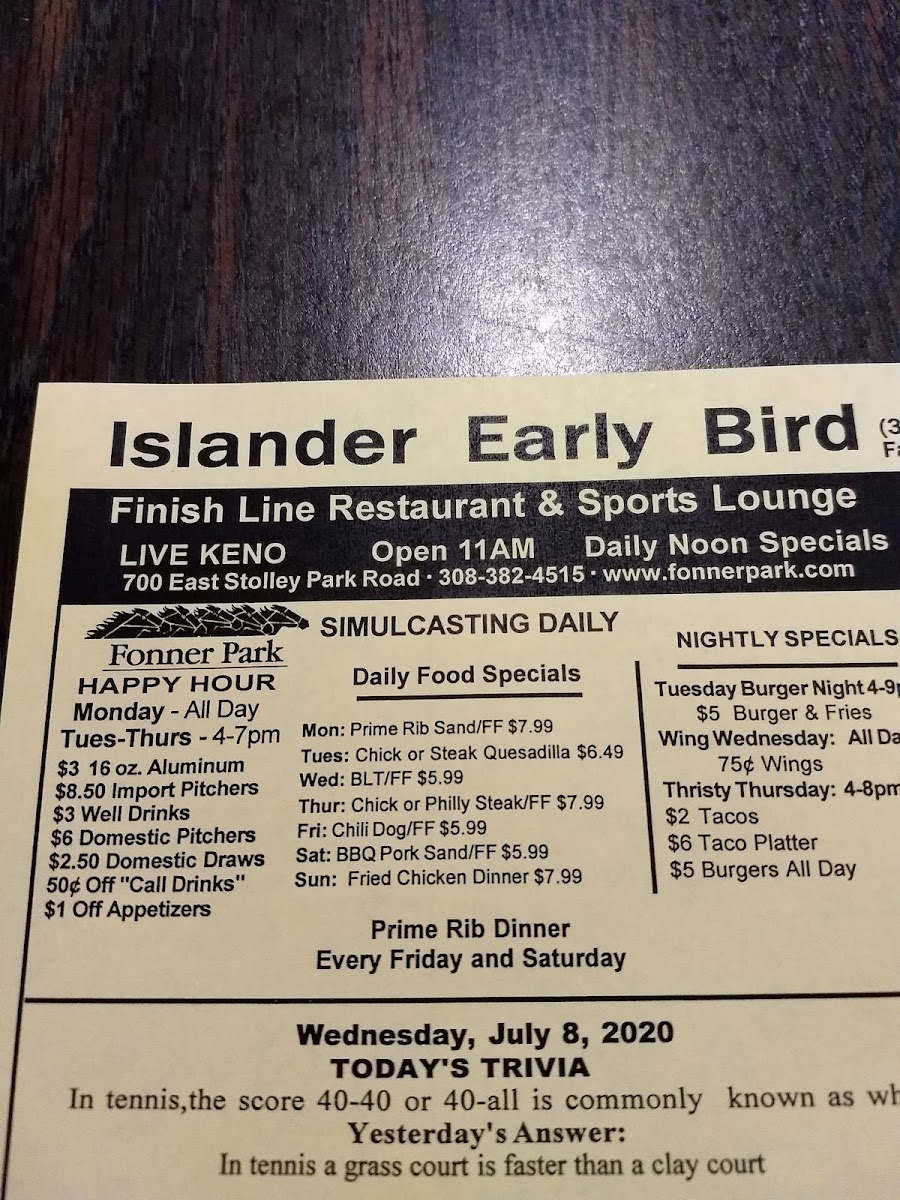 Islander Early Bird
(3
Finish Line Restaurant & Sports Lounge
LIVE KENO Open 11AM Daily Noon Specials
700 East Stolley Park Road · 308-382-4515 · www.fonnerpark.com
Fonner Park
HAPPY HOUR
Monday - All Day
Tues-Thurs - 4-7pm
$3 16 oz. Aluminum
$8.50 Import Pitchers
$3 Well Drinks
$6 Domestic Pitchers
$2.50 Domestic Draws
50¢ Off "Call Drinks"
$1 Off Appetizers
SIMULCASTING DAILY
Daily Food Specials
Mon: Prime Rib Sand/FF $7.99
Tues: Chick or Steak Quesadilla $6.49
Wed: BLT/FF $5.99
Thur: Chick or Philly Steak/FF $7.99
Fri: Chili Dog/FF $5.99
Sat: BBQ Pork Sand/FF $5.99
Sun: Fried Chicken Dinner $7.99
Prime Rib Dinner
Every Friday and Saturday
NIGHTLY SPECIALS
Tuesday Burger Night 4-9p
$5 Burger & Fries
Wing Wednesday: All Da
75¢ Wings
Thristy Thursday: 4-8pm
$2 Tacos
$6 Taco Platter
$5 Burgers All Day
Wednesday, July 8, 2020
TODAY'S TRIVIA
In tennis,the score 40-40 or 40-all is commonly known as wh
Yesterday's Answer:
In tennis a grass court is faster than a clay court